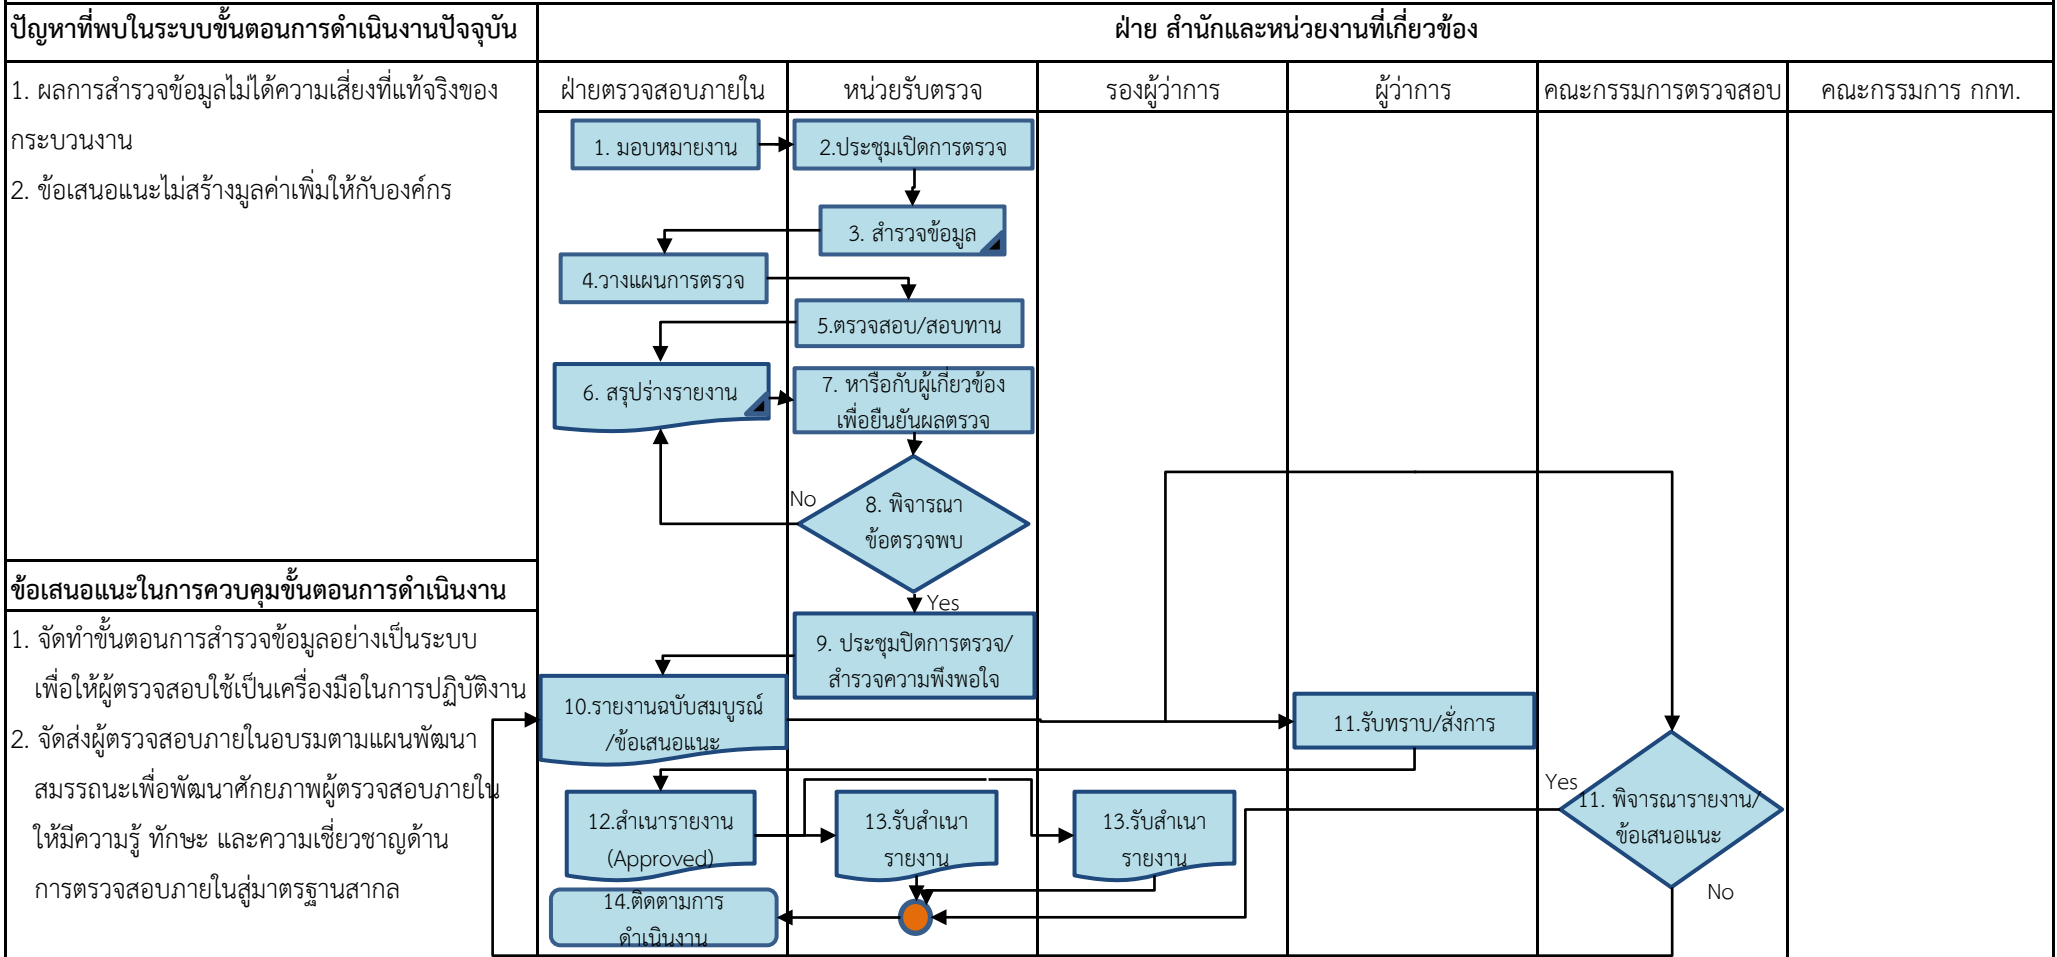 ปัญหาที่พบในระบบขั้นตอนการดำเนินงานปัจจุบัน
ฝ่าย สำนักและหน่วยงานที่เกี่ยวข้อง
1. ผลการสำรวจข้อมูลไม่ได้ความเสี่ยงที่แท้จริงของ
กระบวนงาน
2. ข้อเสนอแนะไม่สร้างมูลค่าเพิ่มให้กับองค์กร
ฝ่ายตรวจสอบภายใน
หน่วยรับตรวจ
รองผู้ว่าการ
ผู้ว่าการ
คณะกรรมการตรวจสอบ
คณะกรรมการ กกท.
1. มอบหมายงาน
2.ประชุมเปิดการตรวจ
3. สำรวจข้อมูล
4.วางแผนการตรวจ
5.ตรวจสอบ/สอบทาน
6. สรุปร่างรายงาน
7. หารือกับผู้เกี่ยวข้อง
เพื่อยืนยันผลตรวจ
No
8. พิจารณา
ข้อตรวจพบ
Yes
ข้อเสนอแนะในการควบคุมขั้นตอนการดำเนินงาน
1. จัดทำขั้นตอนการสำรวจข้อมูลอย่างเป็นระบบ
เพื่อให้ผู้ตรวจสอบใช้เป็นเครื่องมือในการปฏิบัติงาน
2. จัดส่งผู้ตรวจสอบภายในอบรมตามแผนพัฒนา
สมรรถนะเพื่อพัฒนาศักยภาพผู้ตรวจสอบภายใน
ให้มีความรู้ ทักษะ และความเชี่ยวชาญด้าน
การตรวจสอบภายในสู่มาตรฐานสากล
9. ประชุมปิดการตรวจ/
สำรวจความพึงพอใจ
10.รายงานฉบับสมบูรณ์
/ข้อเสนอแนะ
11.รับทราบ/สั่งการ
Yes
11. พิจารณารายงาน/
ข้อเสนอแนะ
No
12.สำเนารายงาน
(Approved)
13.รับสำเนา
รายงาน
13.รับสำเนา
รายงาน
14.ติดตามการ
ดำเนินงาน